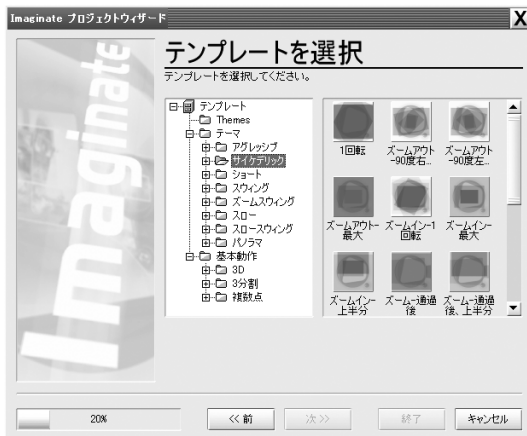 Imaginate プロジェクトウィザード
X
Imaginate
テンプレートを選択
テンプレートを選択してください。
テンプレート
Themes
テーマ
アグレッシブ
サイケデリック
ショート
スウィング
ズームスウィング
スロー
スロースウィング
パノラマ
基本動作
3D
3分割
複数点
1回転
ズームアウト
-90度右...
ズームアウト
-90度左...
ズームアウト-
最大
ズームイン-1
回転
ズームイン-
最大
ズームイン-
上半分
ズーム-通過
後
ズーム-通過
後、上半分
20%
<< 前
次 >>
終了
キャンセル